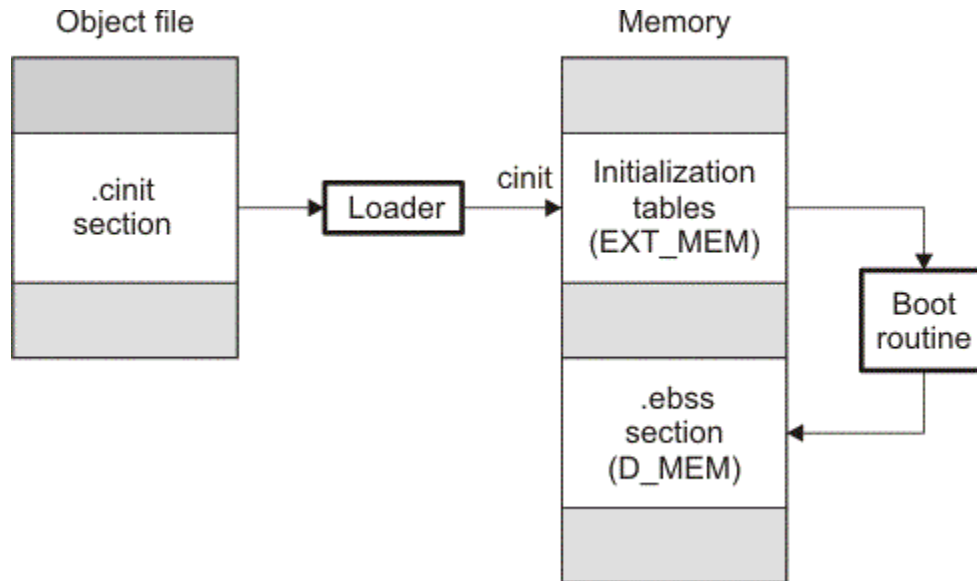 Object file
Memory
.cinit
section
Loader
cinit
Initialization
tables
(EXT_MEM)
Boot
routine
.ebss
section
(D_MEM)